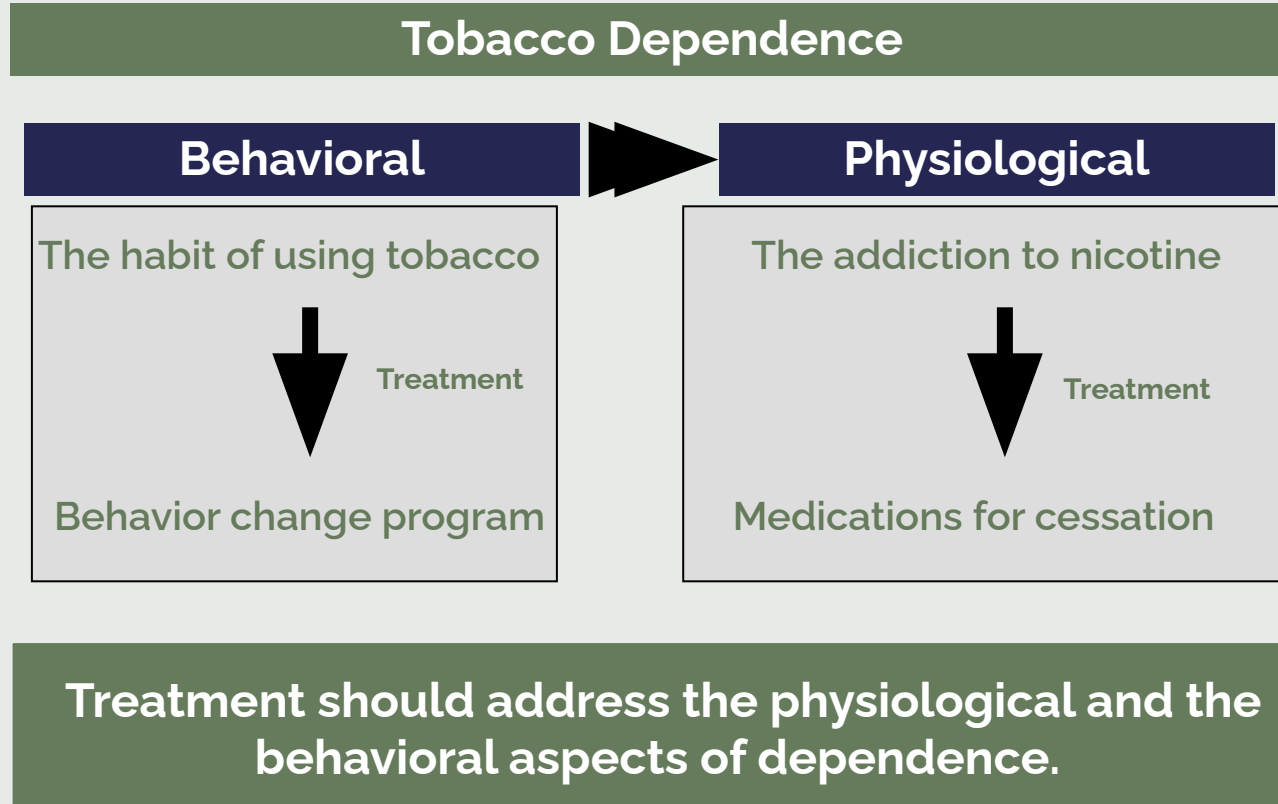 Tobacco Dependence
Behavioral
Physiological
The habit of using tobacco
Treatment
Behavior change program
The addiction to nicotine
Treatment
Medications for cessation
Treatment should address the physiological and the
behavioral aspects of dependence.